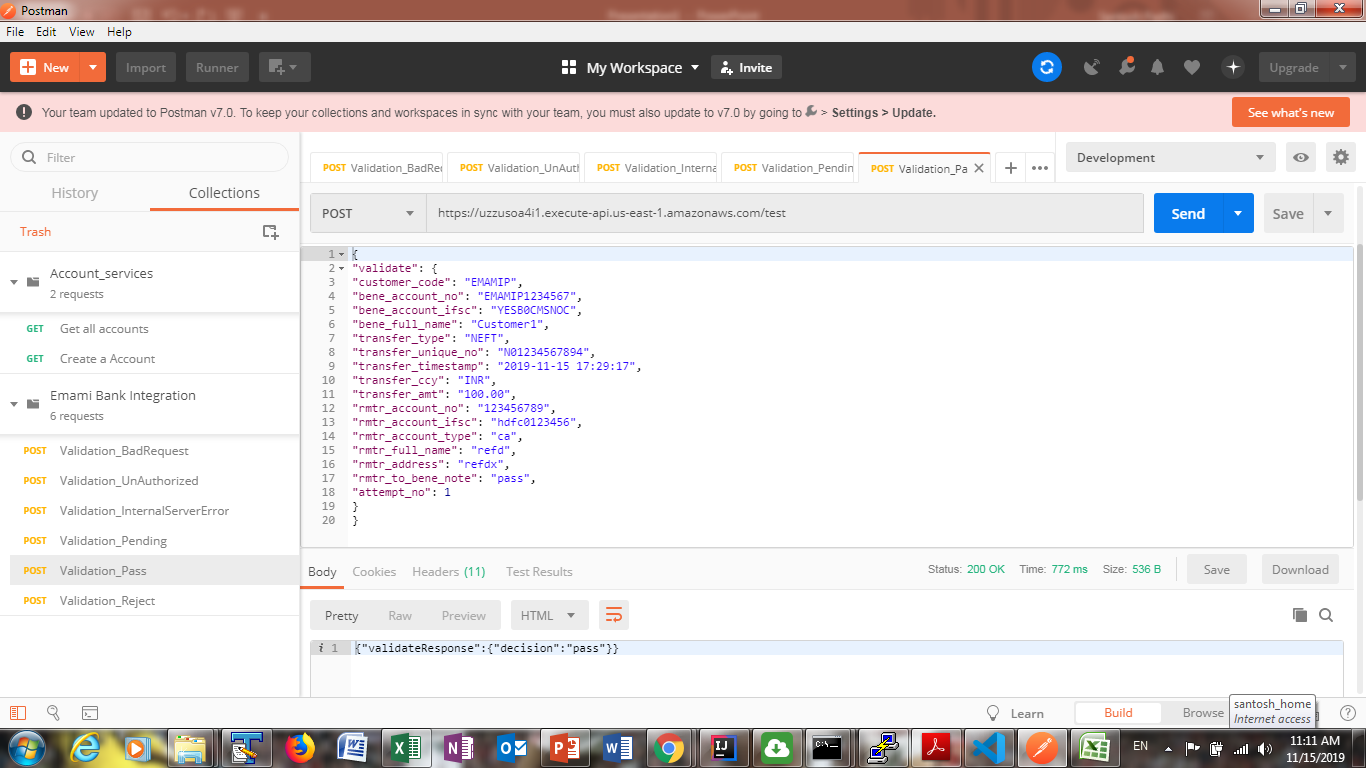 Postman
File Edit View Help
New Import Runner My Workspace Invite Upgrade
Your team updated to Postman v7.0. To keep your collections and workspaces in sync with your team, you must also update to v7.0 by going to > Settings > Update. See what's new
Filter
History Collections
Trash
Account_services
2 requests
GET Get all accounts
GET Create a Account
Emami Bank Integration
6 requests
POST Validation_BadRequest
POST Validation_UnAuthorized
POST Validation_InternalServerError
POST Validation_Pending
POST Validation_Pass
POST Validation_Reject
POST Validation_BadRec POST Validation_UnAuth POST Validation_Interna POST Validation_Pendin POST Validation_Pa Development
POST https://uzzusoa4i1.execute-api.us-east-1.amazonaws.com/test Send Save
1 {
2 "validate": {
3 "customer_code": "EMAMIP",
4 "bene_account_no": "EMAMIP1234567",
5 "bene_account_ifsc": "YESB0CMSNOC",
6 "bene_full_name": "Customer1",
7 "transfer_type": "NEFT",
8 "transfer_unique_no": "N01234567894",
9 "transfer_timestamp": "2019-11-15 17:29:17",
10 "transfer_ccy": "INR",
11 "transfer_amt": "100.00",
12 "rmtr_account_no": "123456789",
13 "rmtr_account_ifsc": "hdfc0123456",
14 "rmtr_account_type": "ca",
15 "rmtr_full_name": "refd",
16 "rmtr_address": "refdx",
17 "rmtr_to_bene_note": "pass",
18 "attempt_no": 1
19 }
20 }
Body Cookies Headers (11) Test Results Status: 200 OK Time: 772 ms Size: 536 B Save Download
Pretty Raw Preview HTML
i 1 {"validateResponse":{"decision":"pass"}}
Learn Build Browse
santosh_home
Internet access
EN 11:11 AM
11/15/2019